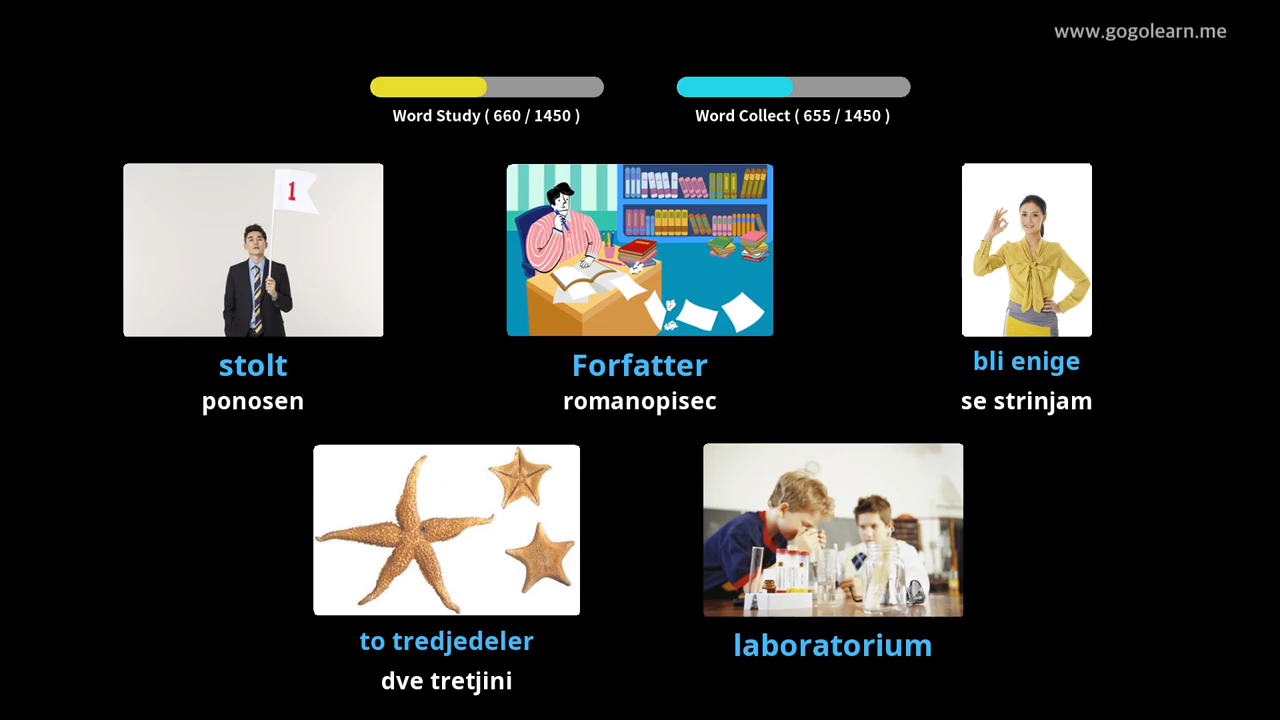 www.gogolearn.me
Word Study ( 660 / 1450 )
Word Collect ( 655 / 1450 )
1
stolt
ponosen
Forfatter
romanopisec
bli enige
se strinjam
to tredjedeler
dve tretjini
laboratorium